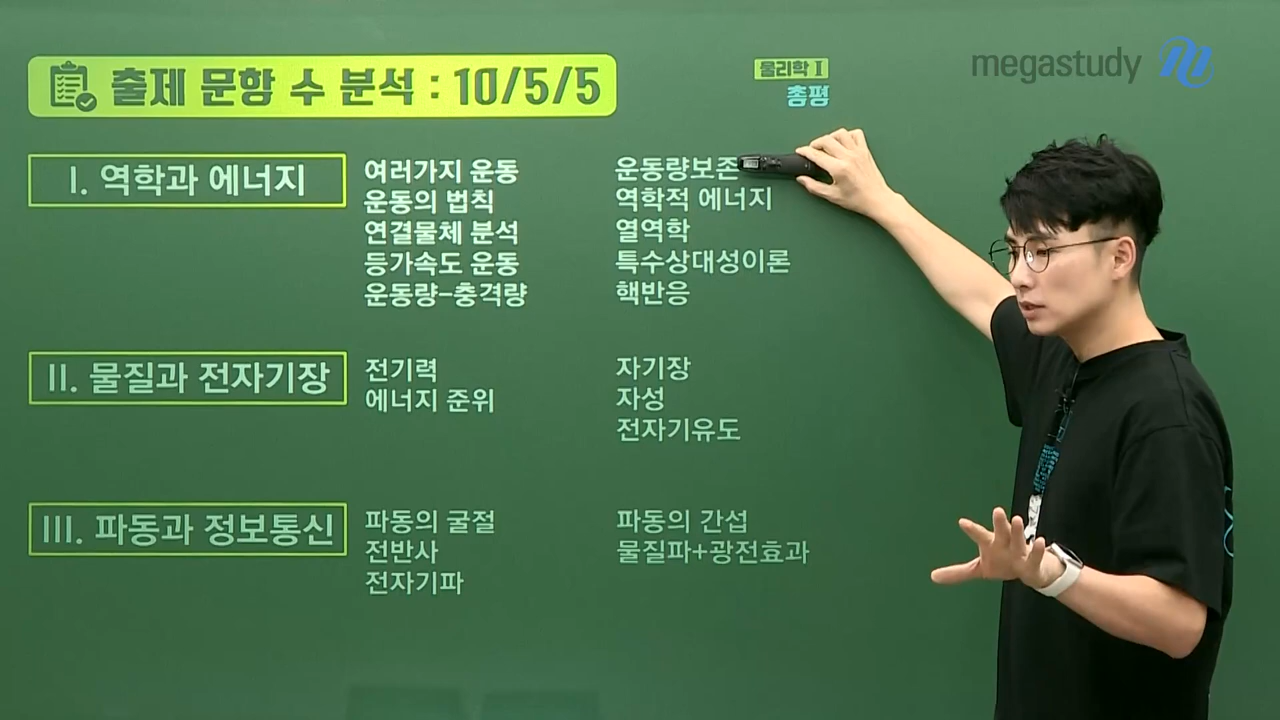 출제 문항 수 분석 : 10/5/5
물리학 I
총평
megastudy
I. 역학과 에너지
여러가지 운동
운동의 법칙
연결물체 분석
등가속도 운동
운동량-충격량
운동량보존
역학적 에너지
열역학
특수상대성이론
핵반응
II. 물질과 전자기장
전기력
에너지 준위
자기장
자성
전자기유도
III. 파동과 정보통신
파동의 굴절
전반사
전자기파
파동의 간섭
물질파+광전효과